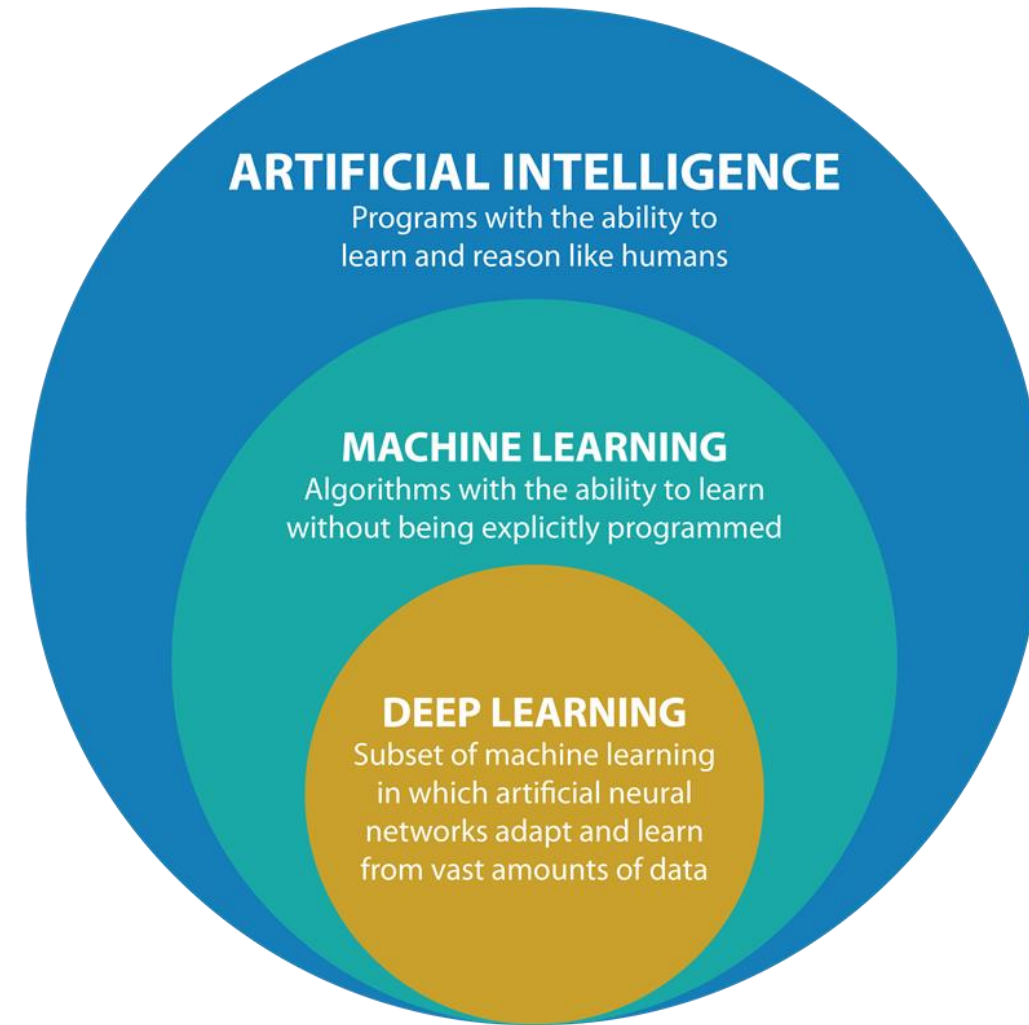 ARTIFICIAL INTELLIGENCE
Programs with the ability to
learn and reason like humans
MACHINE LEARNING
Algorithms with the ability to learn
without being explicitly programmed
DEEP LEARNING
Subset of machine learning
in which artificial neural
networks adapt and learn
from vast amounts of data